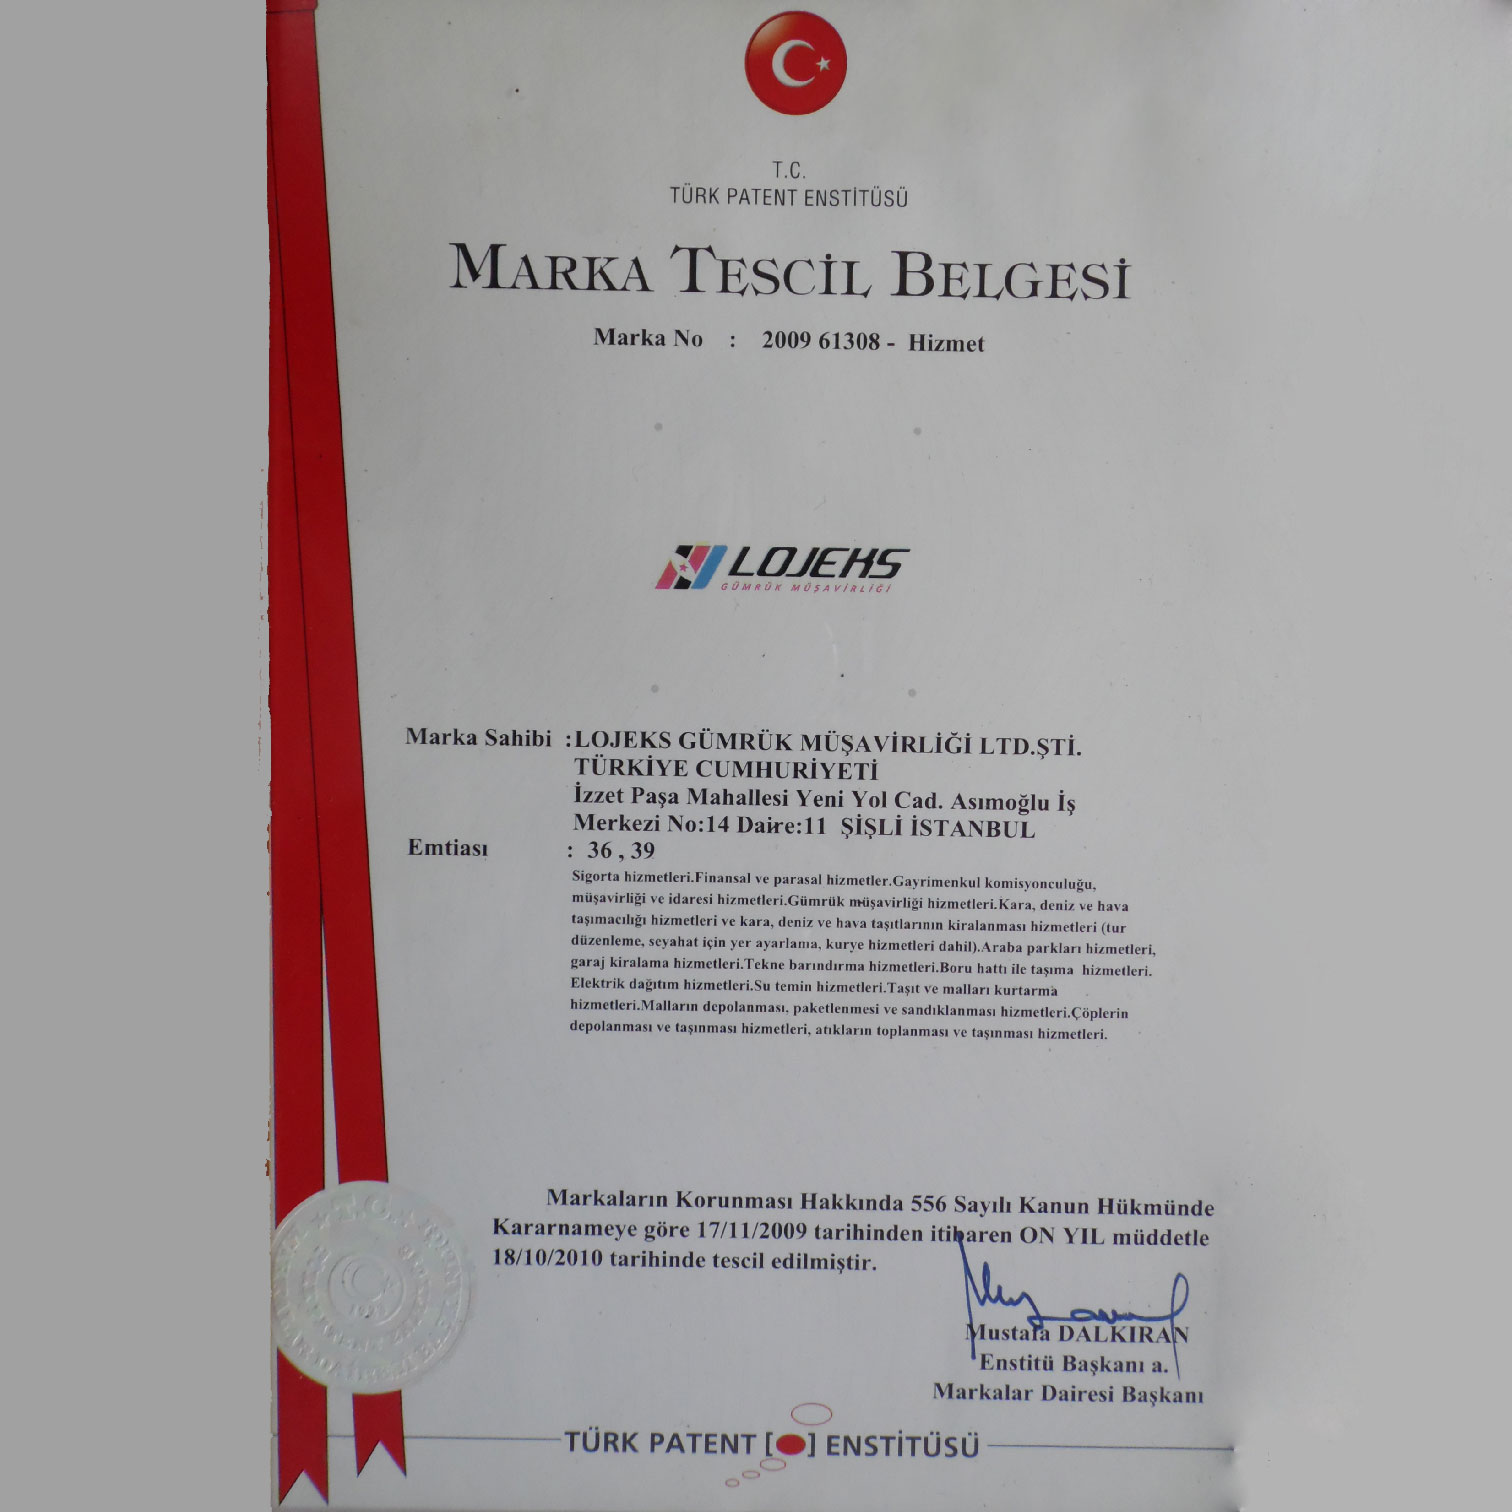 T.C.
TÜRK PATENT ENSTİTÜSÜ
MARKA TESCİL BELGESİ
Marka No : 2009 61308 - Hizmet
LOJEKS
GÜMRÜK MÜŞAVİRLİĞİ
Marka Sahibi :LOJEKS GÜMRÜK MÜŞAVİRLİĞİ LTD.ŞTİ.
TÜRKİYE CUMHURİYETİ
İzzet Paşa Mahallesi Yeni Yol Cad. Asımoğlu İş
Merkezi No:14 Daire:11 ŞİŞLİ İSTANBUL
Emtiası : 36 , 39
Sigorta hizmetleri.Finansal ve parasal hizmetler.Gayrimenkul komisyonculuğu,
müşavirliği ve idaresi hizmetleri.Gümrük müşavirliği hizmetleri.Kara, deniz ve hava
taşımacılığı hizmetleri ve kara, deniz ve hava taşıtlarının kiralanması hizmetleri (tur
düzenleme, seyahat için yer ayarlama, kurye hizmetleri dahil).Araba parkları hizmetleri,
garaj kiralama hizmetleri.Tekne barındırma hizmetleri.Boru hattı ile taşıma hizmetleri.
Elektrik dağıtım hizmetleri.Su temin hizmetleri.Taşıt ve malları kurtarma
hizmetleri.Malların depolanması, paketlenmesi ve sandıklanması hizmetleri.Çöplerin
depolanması ve taşınması hizmetleri, atıkların toplanması ve taşınması hizmetleri.
Markaların Korunması Hakkında 556 Sayılı Kanun Hükmünde
Kararnameye göre 17/11/2009 tarihinden itibaren ON YIL müddetle
18/10/2010 tarihinde tescil edilmiştir.
Mustafa DALKIRAN
Enstitü Başkanı a.
Markalar Dairesi Başkanı
TÜRK PATENT [ ] ENSTİTÜSÜ